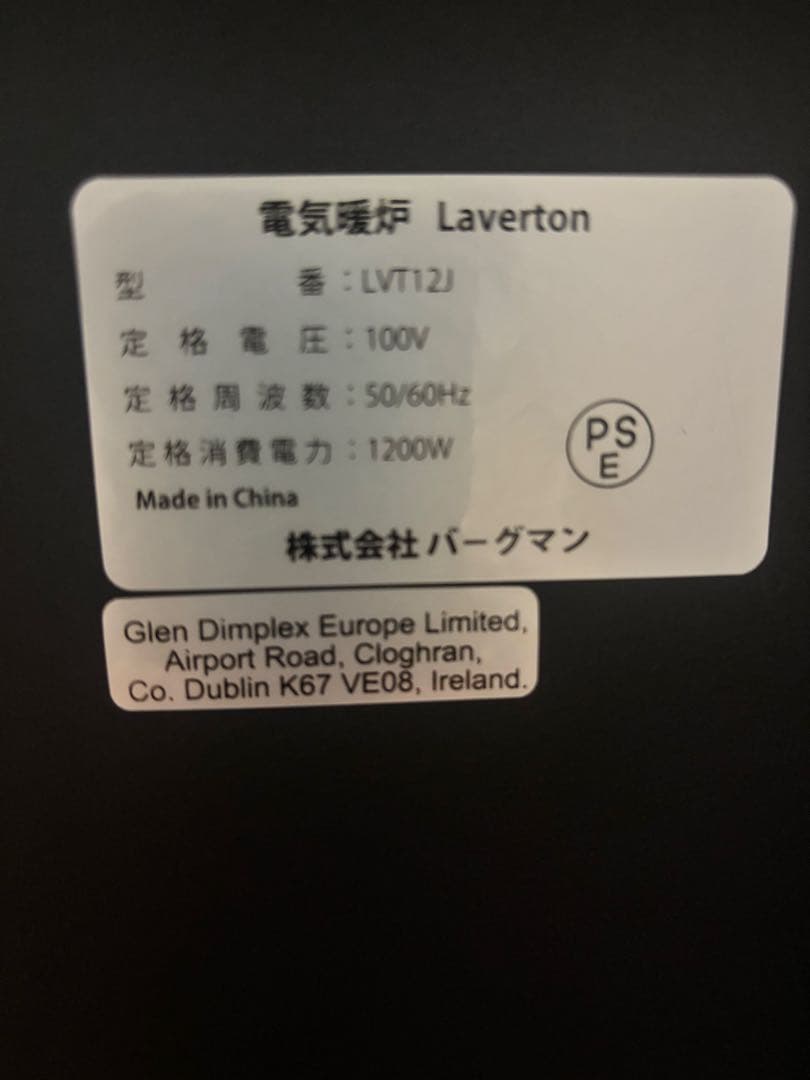 電気暖炉 Laverton
型番：LVT12J
定格電圧：100V
定格周波数：50/60Hz
定格消費電力：1200W
PSE
Made in China
株式会社 バーグマン
Glen Dimplex Europe Limited,
Airport Road, Cloghran,
Co. Dublin K67 VE08, Ireland.